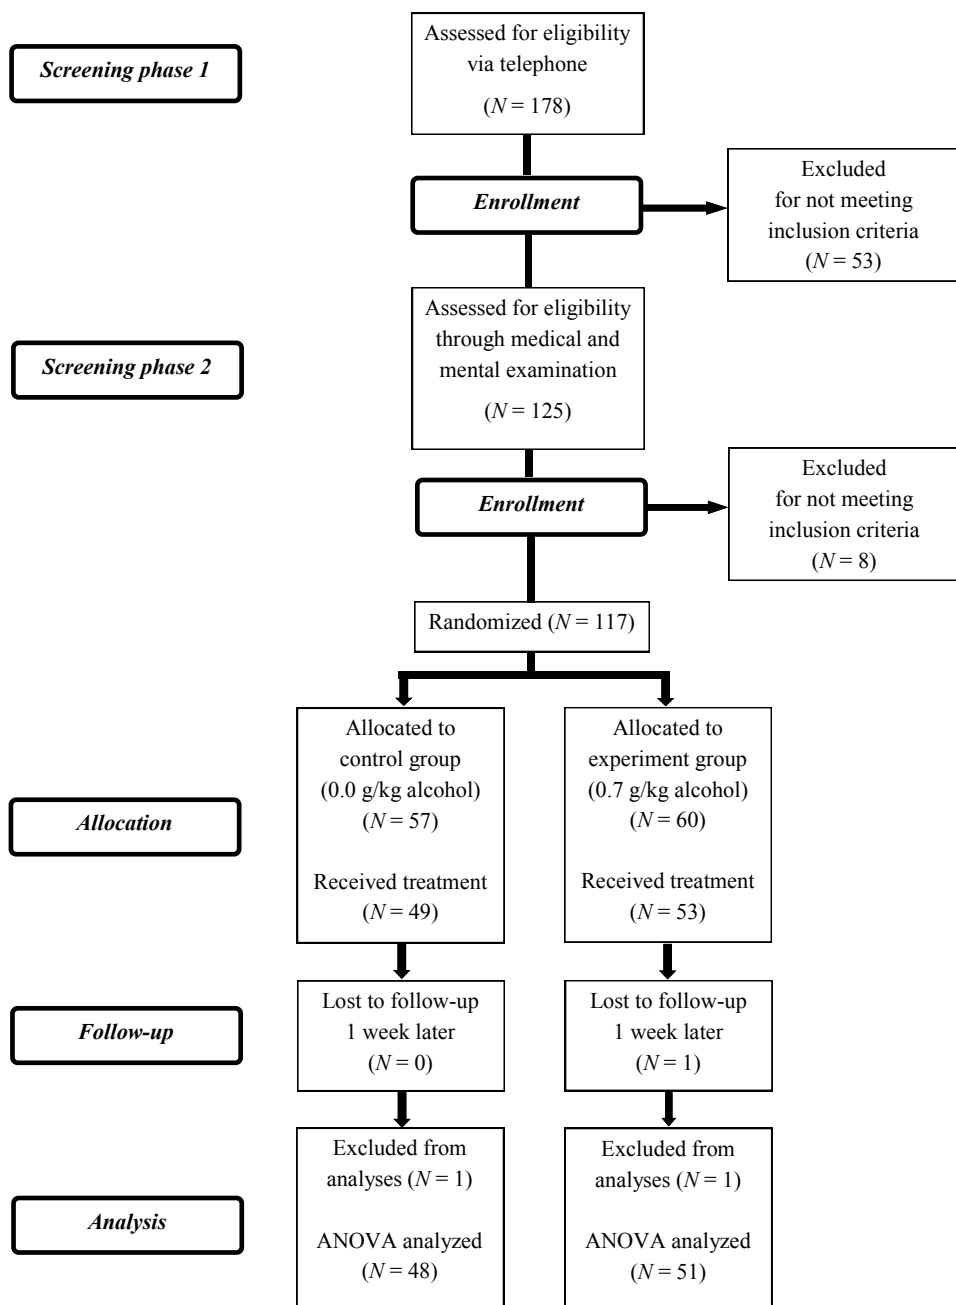 Screening phase 1
Assessed for eligibility
via telephone
(N = 178)
Enrollment
Excluded
for not meeting
inclusion criteria
(N = 53)
Screening phase 2
Assessed for eligibility
through medical and
mental examination
(N = 125)
Enrollment
Excluded
for not meeting
inclusion criteria
(N = 8)
Randomized (N = 117)
Allocation
Allocated to
control group
(0.0 g/kg alcohol)
(N = 57)
Received treatment
(N = 49)
Allocated to
experiment group
(0.7 g/kg alcohol)
(N = 60)
Received treatment
(N = 53)
Follow-up
Lost to follow-up
1 week later
(N = 0)
Lost to follow-up
1 week later
(N = 1)
Analysis
Excluded from
analyses (N = 1)
ANOVA analyzed
(N = 48)
Excluded from
analyses (N = 1)
ANOVA analyzed
(N = 51)